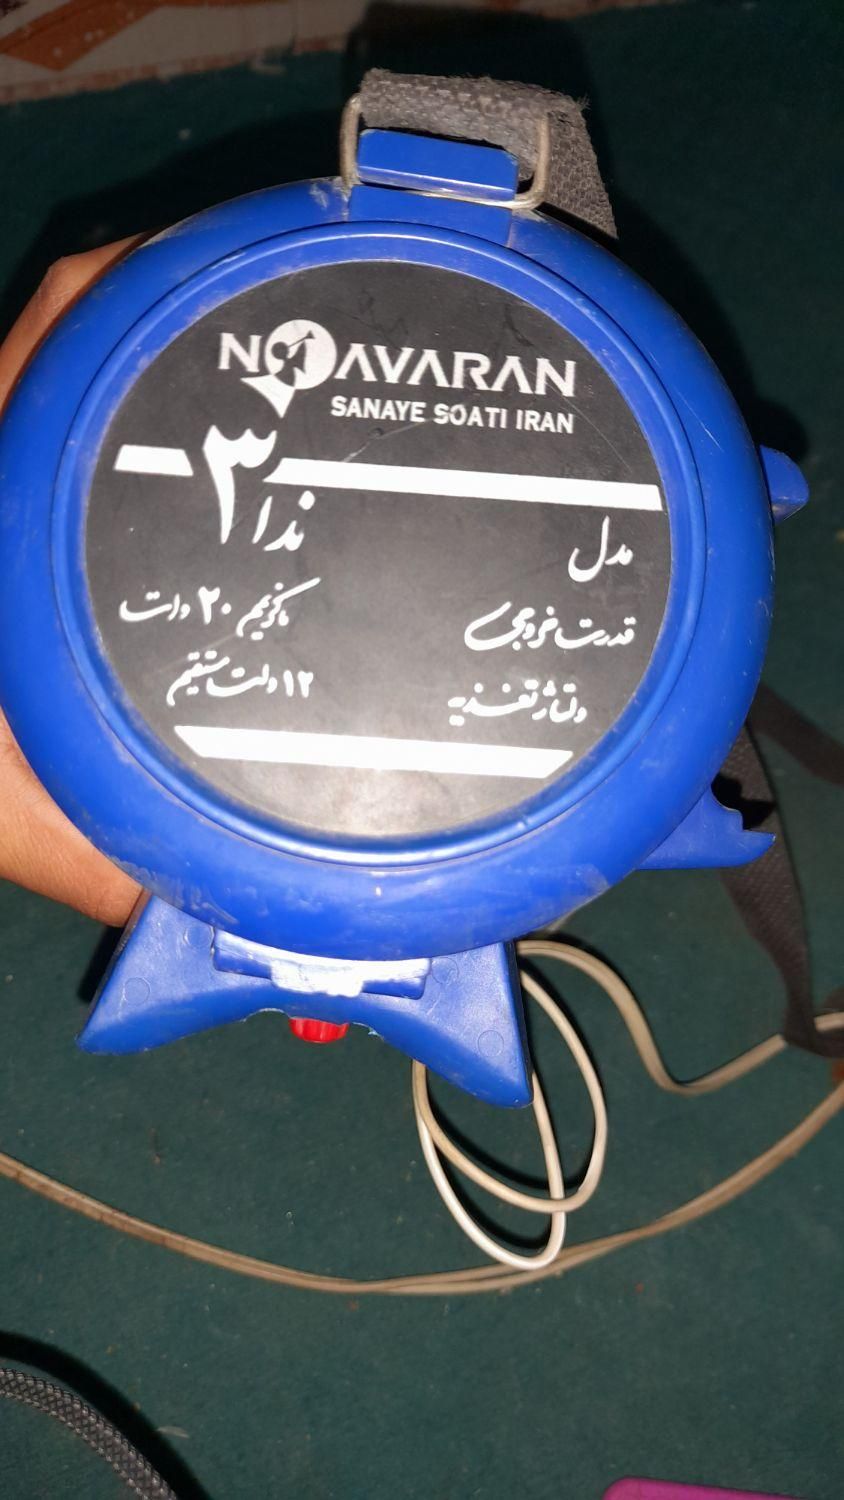 NOAVARAN
SANAYE SOATI IRAN
مدل ندا ۳
قدرت خروجی ماکزیمم ۲۰ وات
ولتاژ تغذیه ۱۲ ولت مستقیم